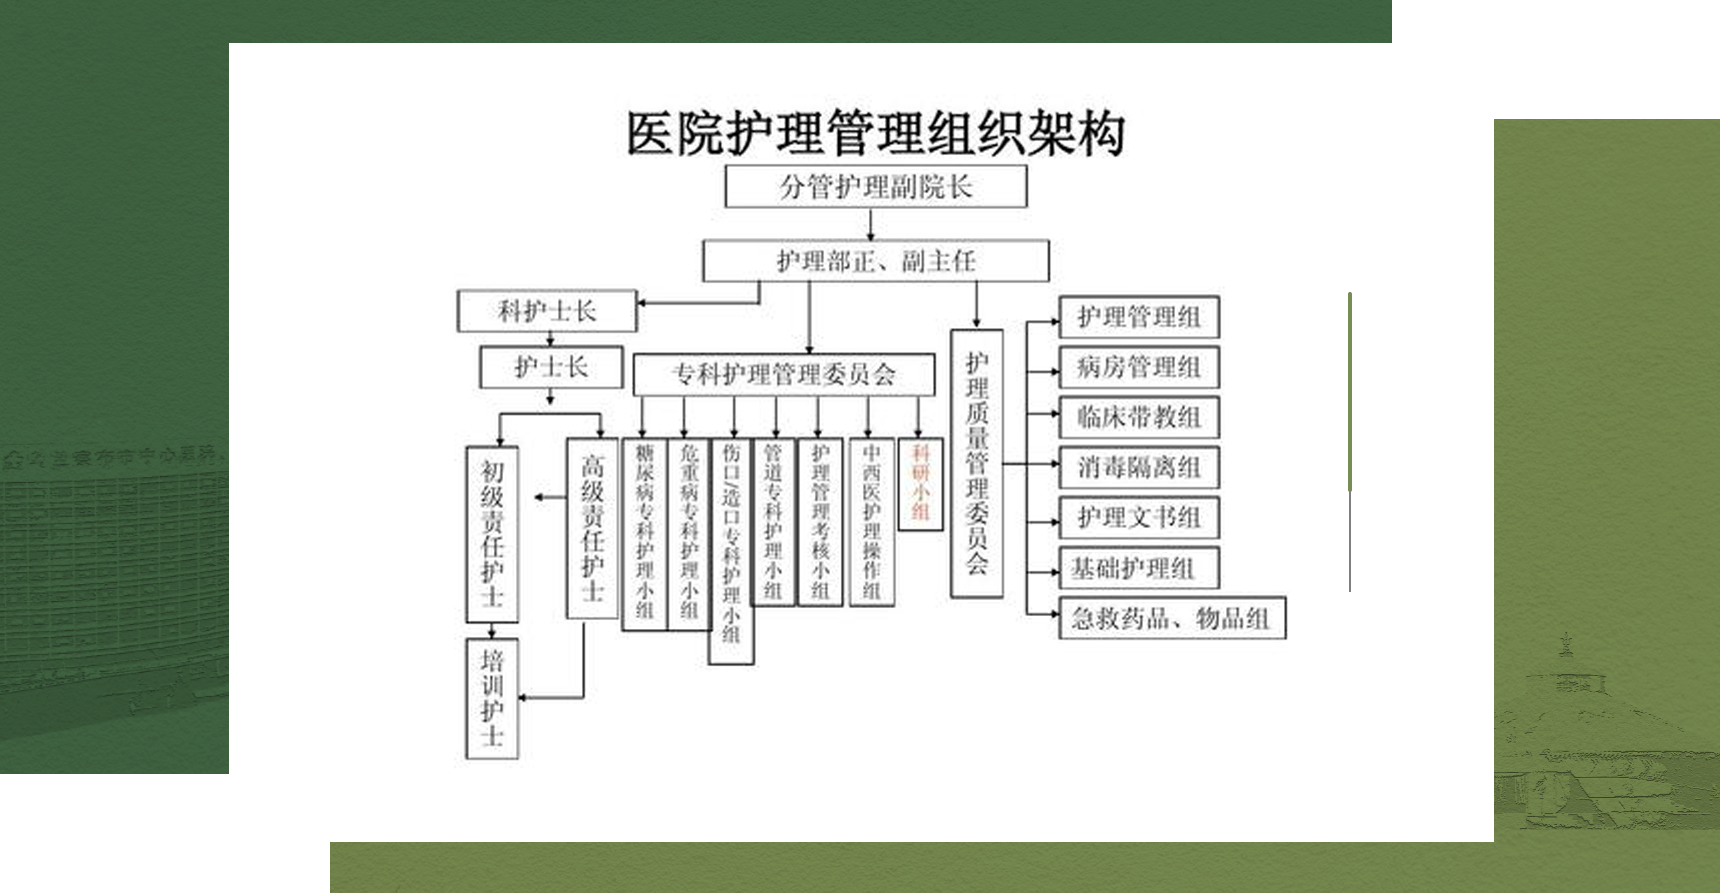 医院护理管理组织架构
分管护理副院长
护理部正、副主任
科护士长
护士长
初级责任护士
高级责任护士
培训护士
专科护理管理委员会
糖尿病专科护理小组
危重病专科护理小组
伤口/造口专科护理小组
管道专科护理小组
护理管理考核小组
中西医护理操作组
科研小组
护理质量管理委员会
护理管理组
病房管理组
临床带教组
消毒隔离组
护理文书组
基础护理组
急救药品、物品组